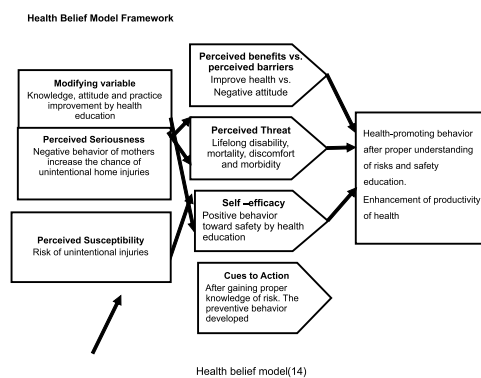 Health Belief Model Framework
Modifying variable
Knowledge, attitude and practice
improvement by health
education
Perceived Seriousness
Negative behavior of mothers
increase the chance of
unintentional home injuries
Perceived Susceptibility
Risk of unintentional injuries
Perceived benefits vs.
perceived barriers
Improve health vs.
Negative attitude
Perceived Threat
Lifelong disability,
mortality, discomfort
and morbidity
Self –efficacy
Positive behavior
toward safety by health
education
Cues to Action
After gaining proper
knowledge of risk. The
preventive behavior
developed
Health-promoting behavior
after proper understanding
of risks and safety
education.
Enhancement of productivity
of health
Health belief model(14)